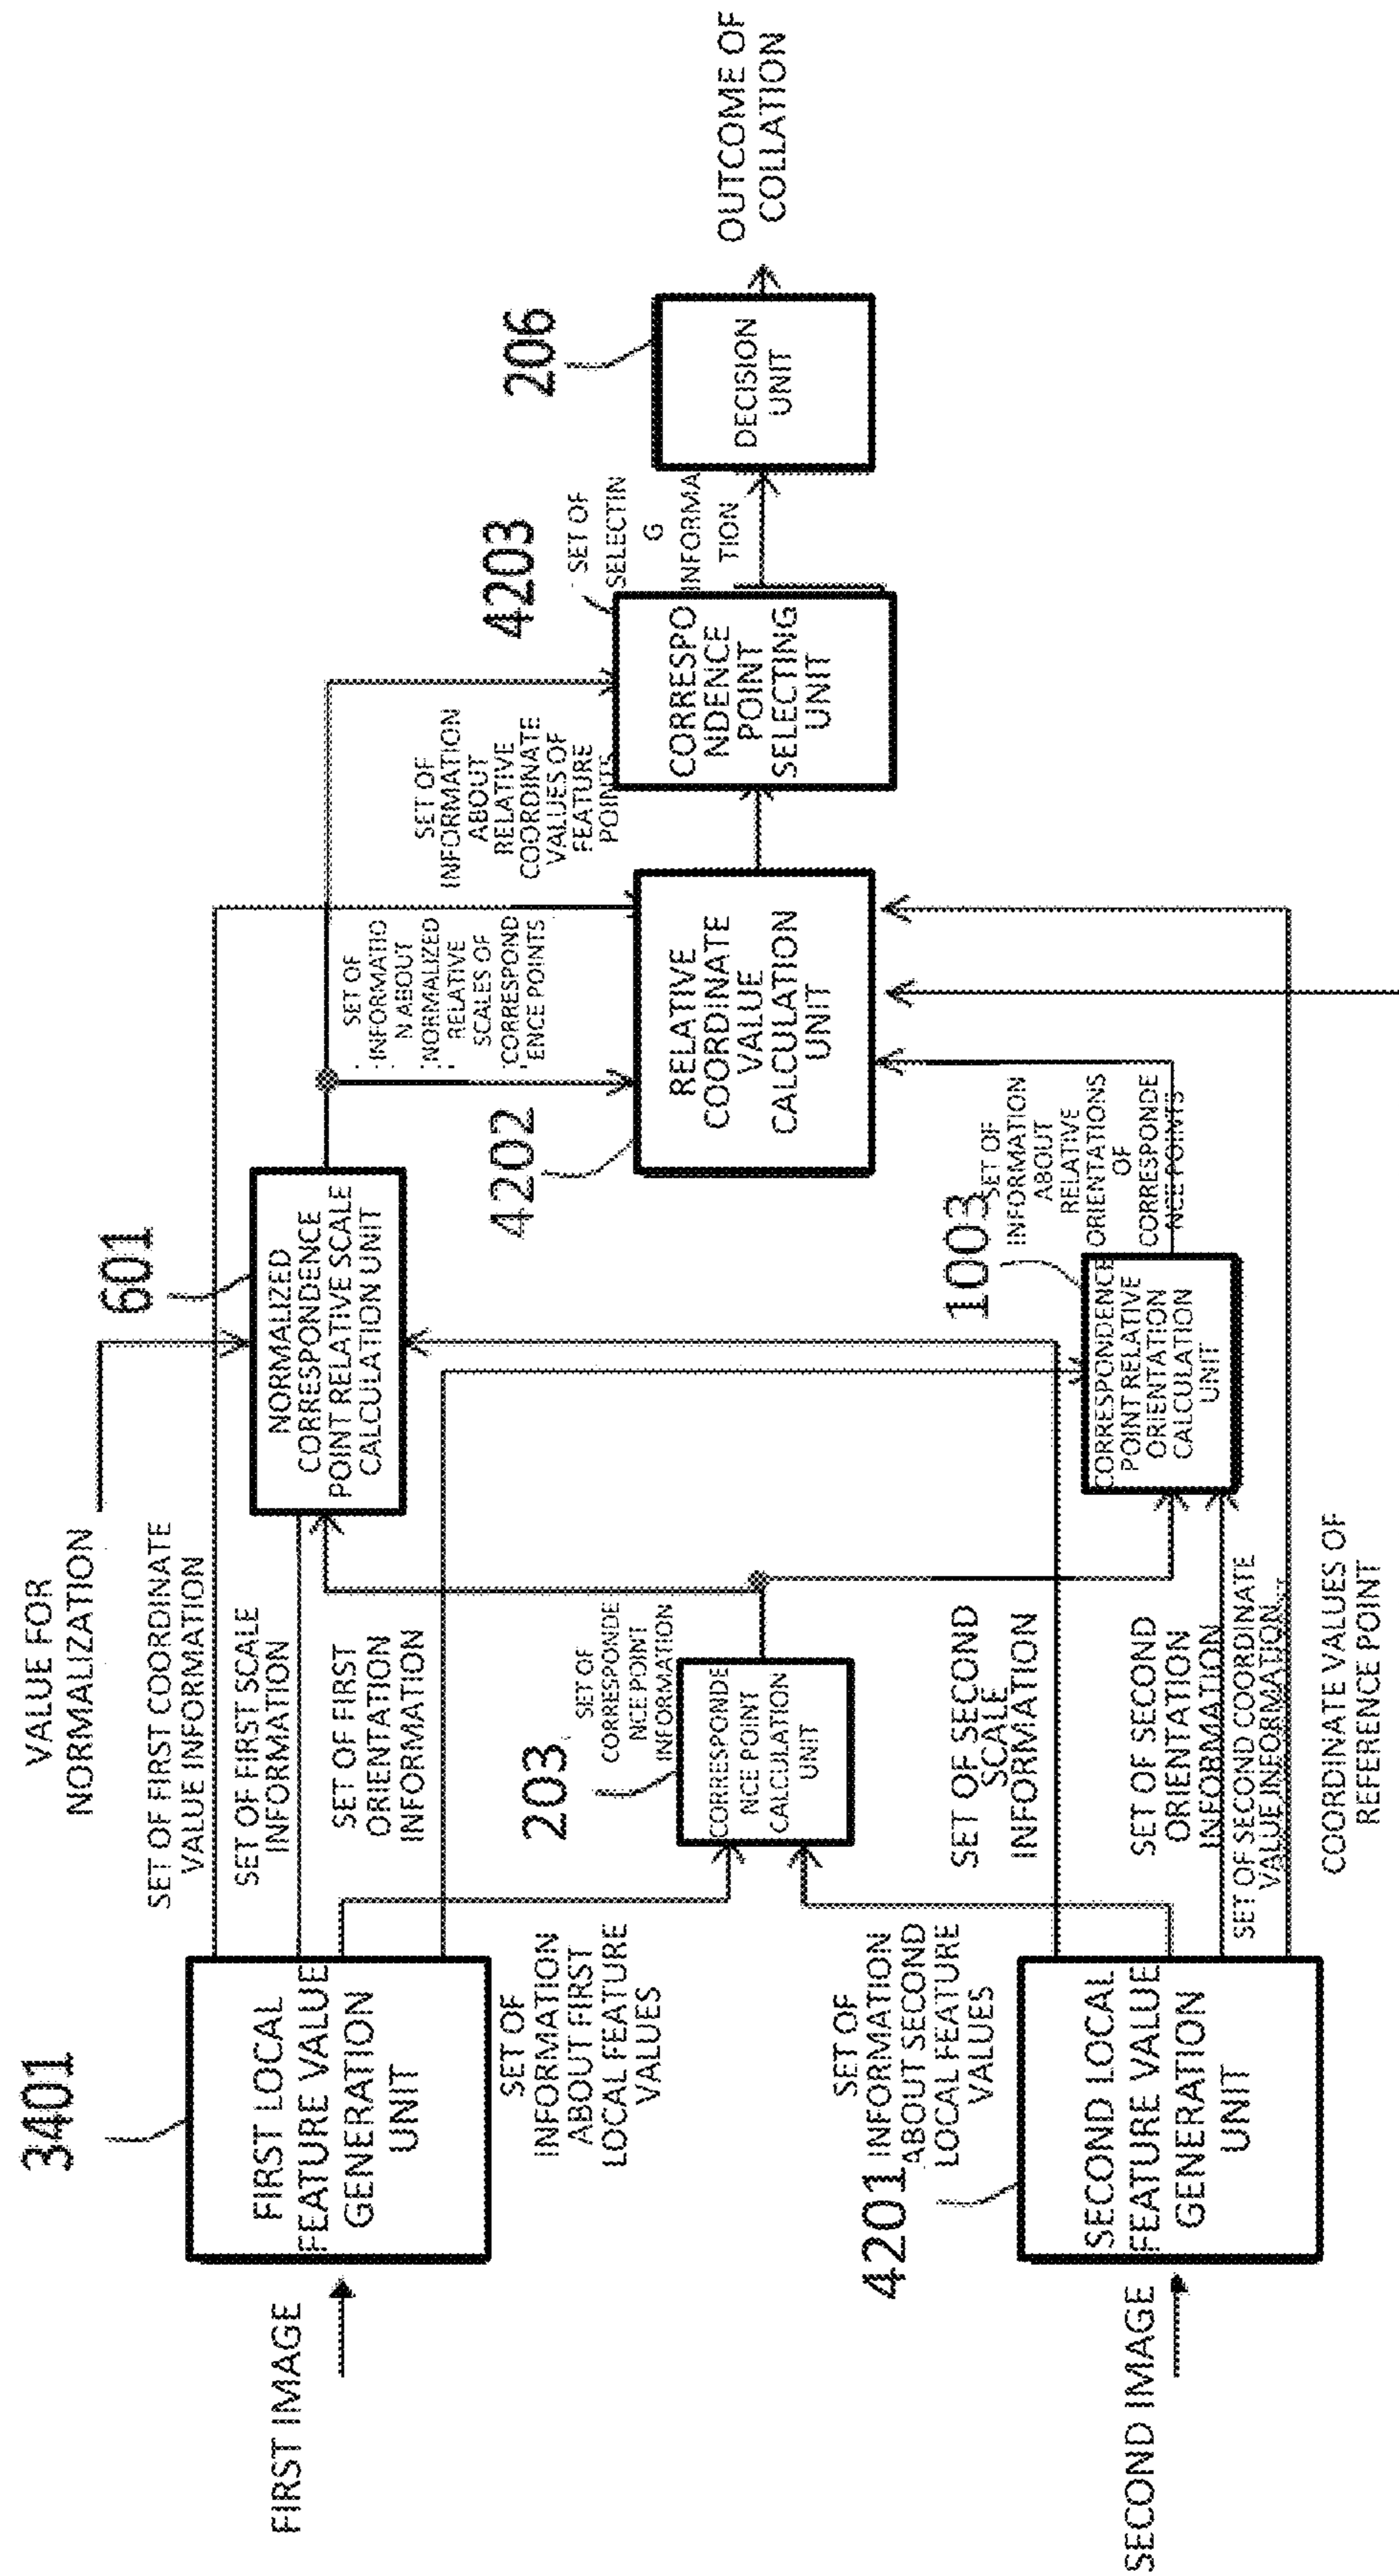 FIRST IMAGE
3401
FIRST LOCAL
FEATURE VALUE
GENERATION
UNIT
VALUE FOR
NORMALIZATION
SET OF FIRST COORDINATE
VALUE INFORMATION
SET OF FIRST SCALE
INFORMATION
SET OF FIRST
ORIENTATION
INFORMATION
SET OF
INFORMATION
ABOUT FIRST
LOCAL FEATURE
VALUES
601
NORMALIZED
CORRESPONDENCE
POINT RELATIVE SCALE
CALCULATION UNIT
203
SET OF
CORRESPONDE
NCE POINT
INFORMATION
CORRESPONDE
NCE POINT
CALCULATION
UNIT
SECOND IMAGE
4201
SET OF
INFORMATION
ABOUT SECOND
LOCAL FEATURE
VALUES
SECOND LOCAL
FEATURE VALUE
GENERATION
UNIT
SET OF SECOND
SCALE
INFORMATION
SET OF SECOND
ORIENTATION
INFORMATION
SET OF SECOND COORDINATE
VALUE INFORMATION
COORDINATE VALUES OF
REFERENCE POINT
1003
CORRESPONDENCE
POINT RELATIVE
ORIENTATION
CALCULATION
UNIT
SET OF
INFORMATION
ABOUT
RELATIVE
ORIENTATIONS
OF
CORRESPONDE
NCE POINTS
SET OF
INFORMATIO
N ABOUT
NORMALIZED
RELATIVE
SCALES OF
CORRESPOND
ENCE POINTS
4202
RELATIVE
COORDINATE
VALUE
CALCULATION
UNIT
SET OF
INFORMATION
ABOUT
RELATIVE
COORDINATE
VALUES OF
FEATURE
POINTS
4203
CORRESPO
NDENCE
POINT
SELECTING
UNIT
SET OF
SELECTIN
G
INFORMA
TION
206
DECISION
UNIT
OUTCOME OF
COLLATION